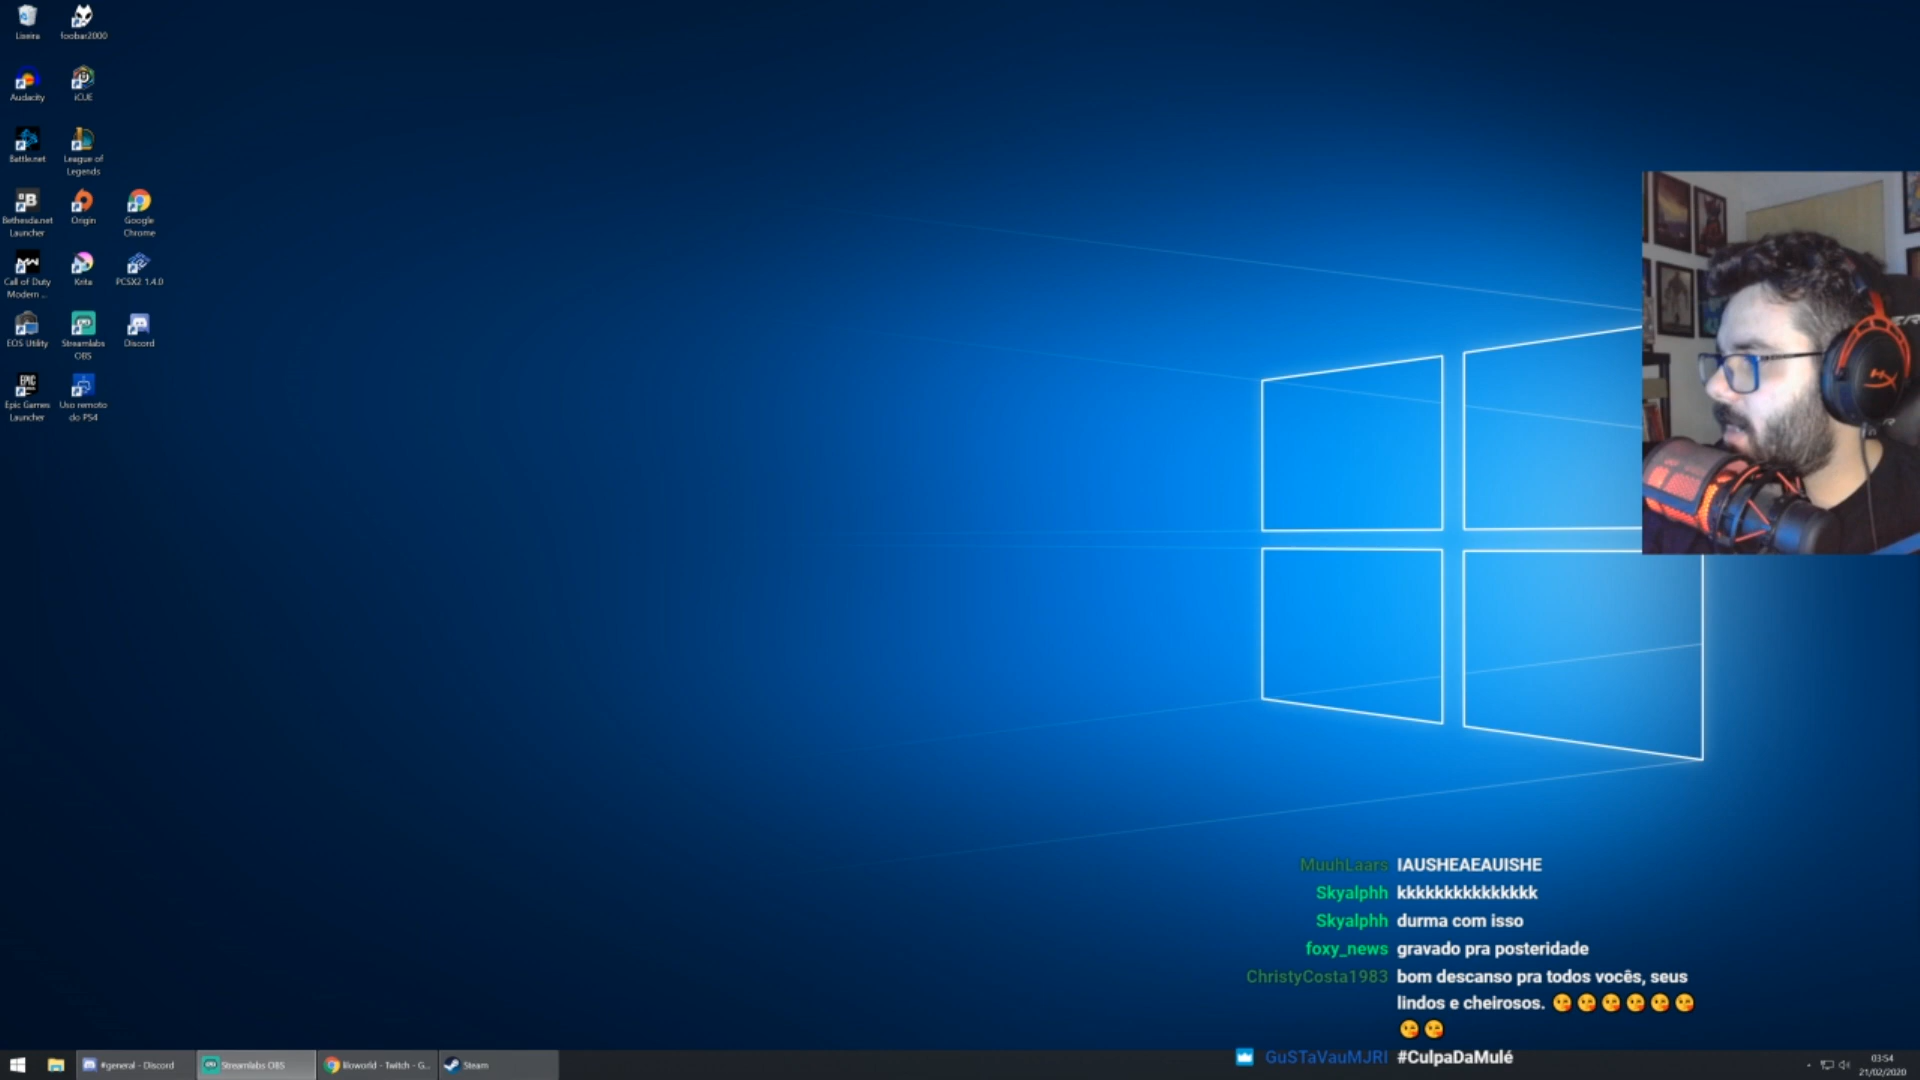 Lixeira
foobar2000
Audacity
iCUE
Battle.net
League of
Legends
Bethesda.net
Launcher
Origin
Google
Chrome
Call of Duty
Modern ...
Krita
PCSX2 1.4.0
EOS Utility
Streamlabs
OBS
Discord
EPIC
Epic Games
Launcher
Uso remoto
do PS4
MuuhLaars IAUSHEAEAUISHE
Skyalphh kkkkkkkkkkkkkkk
Skyalphh durma com isso
foxy_news gravado pra posteridade
ChristyCosta1983 bom descanso pra todos vocês, seus
lindos e cheirosos. 😘 😘 😘 😘 😘 😘
😘 😘
GuSTaVauMJRI #CulpaDaMulé
#general - Discord
Streamlabs OBS
Twitch - G...
Steam
03:54
21/02/2020